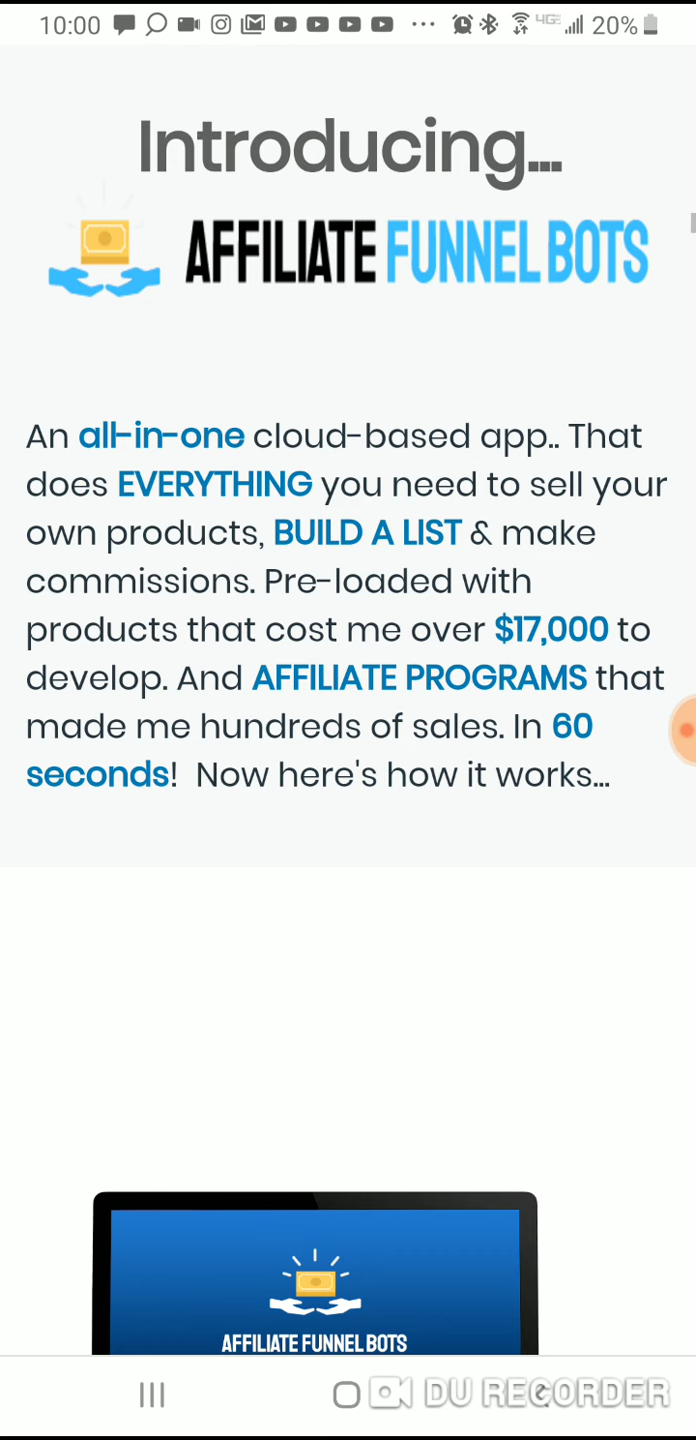 10:00 4GE 20%
Introducing...
AFFILIATE FUNNEL BOTS
An all-in-one cloud-based app.. That
does EVERYTHING you need to sell your
own products, BUILD A LIST & make
commissions. Pre-loaded with
products that cost me over $17,000 to
develop. And AFFILIATE PROGRAMS that
made me hundreds of sales. In 60
seconds!  Now here's how it works...
AFFILIATE FUNNEL BOTS
DU RECORDER